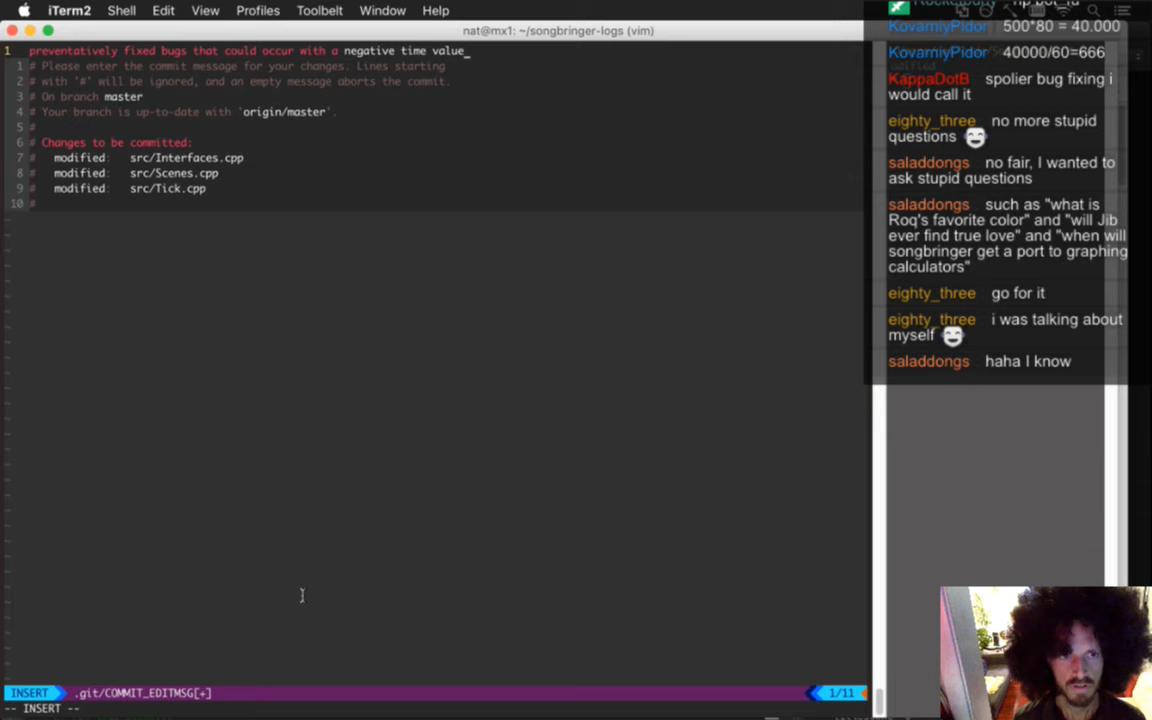 iTerm2 Shell Edit View Profiles Toolbelt Window Help
nat@mx1: ~/songbringer-logs (vim)
1 preventatively fixed bugs that could occur with a negative time value_
1 # Please enter the commit message for your changes. Lines starting
2 # with '#' will be ignored, and an empty message aborts the commit.
3 # On branch master
4 # Your branch is up-to-date with 'origin/master'.
5 #
6 # Changes to be committed:
7 # modified: src/Interfaces.cpp
8 # modified: src/Scenes.cpp
9 # modified: src/Tick.cpp
10 #
INSERT .git/COMMIT_EDITMSG[+] 1/11
-- INSERT --
KovarniyPidor 500*80 = 40.000
KovarniyPidor 40000/60=666
KappaDotB spolier bug fixing i
would call it
eighty_three no more stupid
questions
saladdongs no fair, I wanted to
ask stupid questions
saladdongs such as "what is
Roq's favorite color" and "will Jib
ever find true love" and "when will
songbringer get a port to graphing
calculators"
eighty_three go for it
eighty_three i was talking about
myself
saladdongs haha I know